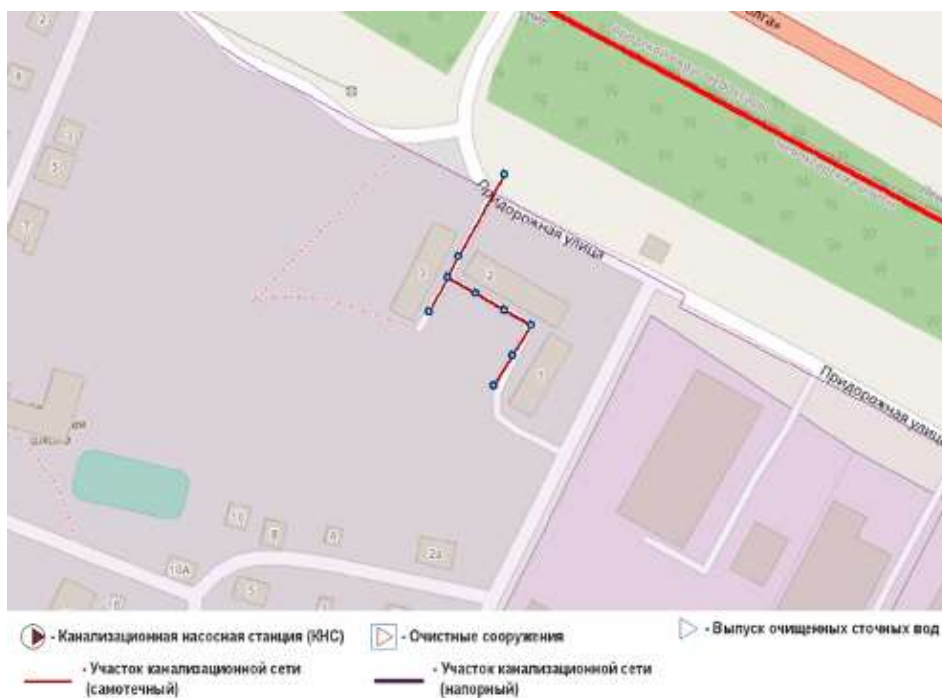 2
Придорожная улица
3
2
1
Придорожная улица
8
10А
5
2а
- Канализационная насосная станция (КНС)
- Очистные сооружения
- Выпуск очищенных сточных вод
- Участок канализационной сети
(самотечный)
- Участок канализационной сети
(напорный)